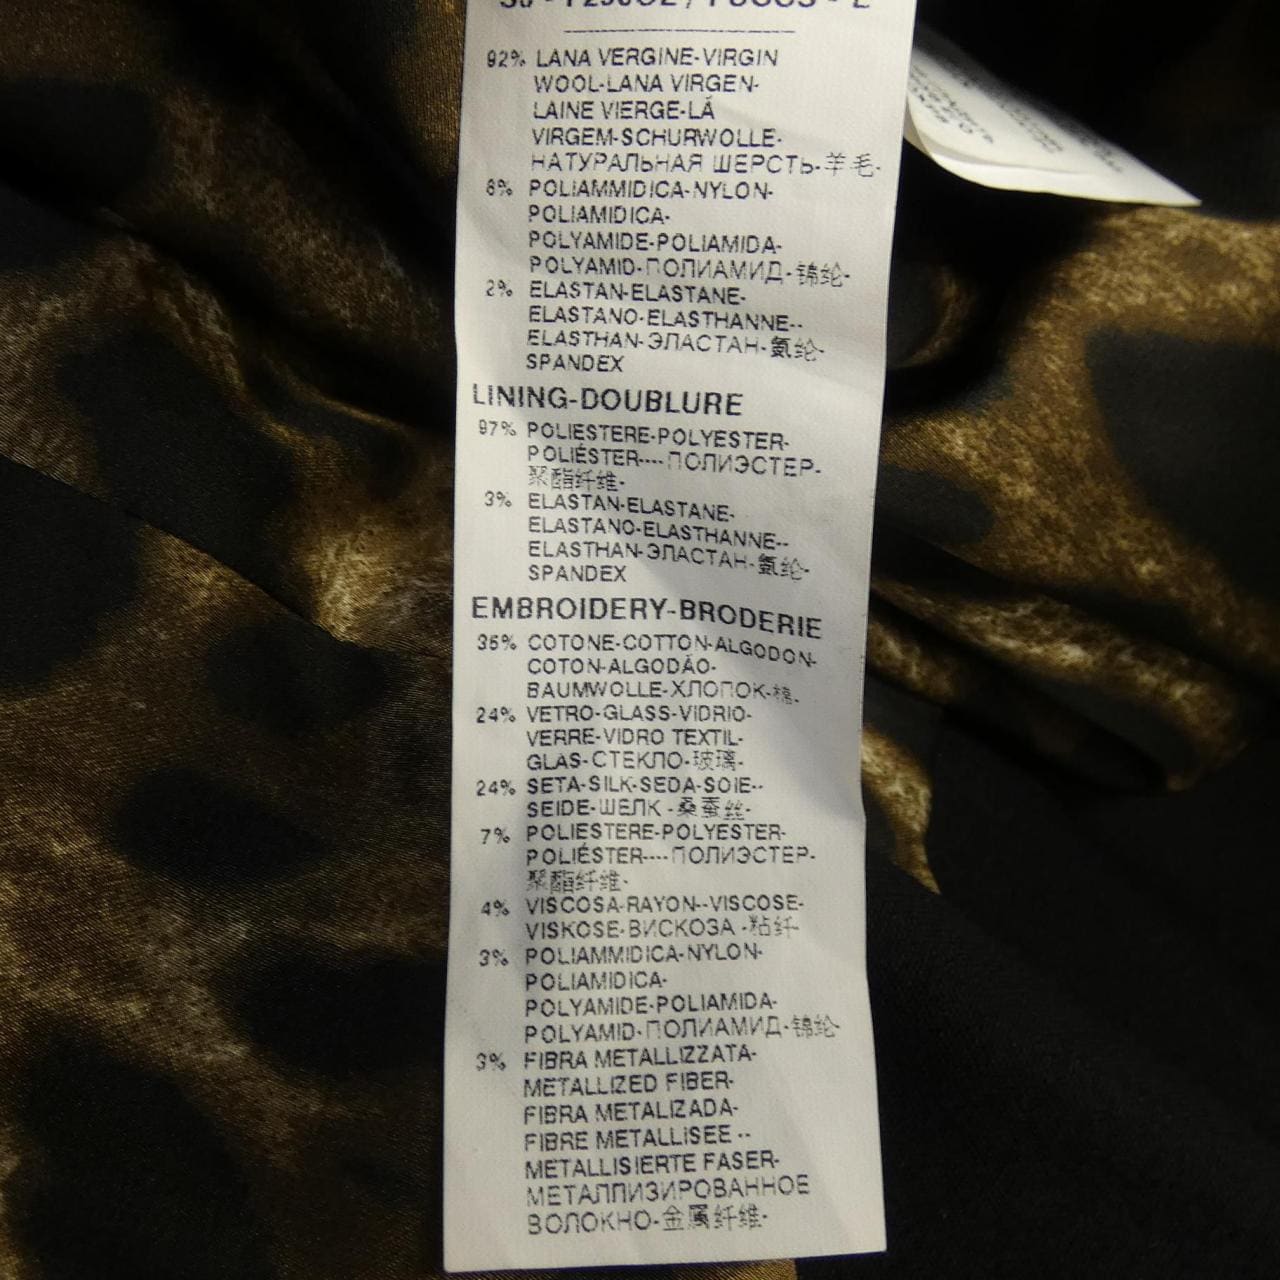 92% LANA VERGINE-VIRGIN
WOOL-LANA VIRGEN-
LAINE VIERGE-LÃ
VIRGEM-SCHURWOLLE-
НАТУРАЛЬНАЯ ШЕРСТЬ-羊毛-
6% POLIAMMIDICA-NYLON-
POLIAMIDICA-
POLYAMIDE-POLIAMIDA-
POLYAMID-ПОЛИАМИД-锦纶-
2% ELASTAN-ELASTANE-
ELASTANO-ELASTHANNE--
ELASTHAN-ЭЛАСТАН-氨纶-
SPANDEX
LINING-DOUBLURE
97% POLIESTERE-POLYESTER-
POLIÉSTER----ПОЛИЭСТЕР-
聚酯纤维-
3% ELASTAN-ELASTANE-
ELASTANO-ELASTHANNE--
ELASTHAN-ЭЛАСТАН-氨纶-
SPANDEX
EMBROIDERY-BRODERIE
35% COTONE-COTTON-ALGODON-
COTON-ALGODÃO-
BAUMWOLLE-ХЛОПОК-棉-
24% VETRO-GLASS-VIDRIO-
VERRE-VIDRO TEXTIL-
GLAS-СТЕКЛО-玻璃-
24% SETA-SILK-SEDA-SOIE--
SEIDE-ШЕЛК -桑蚕丝-
7% POLIESTERE-POLYESTER-
POLIÉSTER----ПОЛИЭСТЕР-
聚酯纤维-
4% VISCOSA-RAYON--VISCOSE-
VISKOSE-ВИСКОЗА -粘纤-
3% POLIAMMIDICA-NYLON-
POLIAMIDICA-
POLYAMIDE-POLIAMIDA-
POLYAMID-ПОЛИАМИД-锦纶-
3% FIBRA METALLIZZATA-
METALLIZED FIBER-
FIBRA METALIZADA-
FIBRE METALLISEE --
METALLISIERTE FASER-
МЕТАЛЛИЗИРОВАННОЕ
ВОЛОКНО-金属纤维-